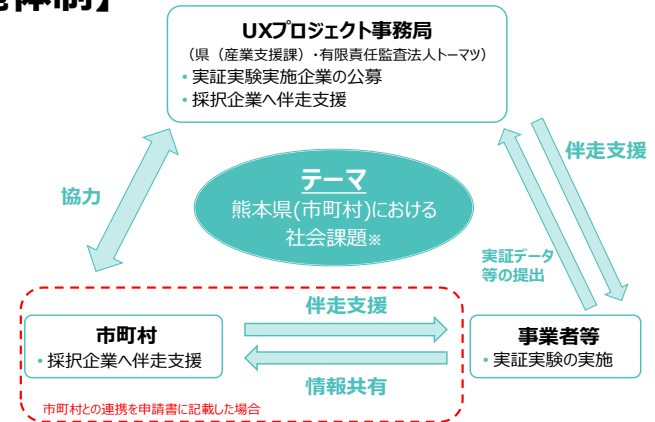 体制】
UXプロジェクト事務局
（県（産業支援課）・有限責任監査法人トーマツ）
・実証実験実施企業の公募
・採択企業へ伴走支援
伴走支援
協力
テーマ
熊本県(市町村)における
社会課題※
実証データ
等の提出
伴走支援
市町村
・採択企業へ伴走支援
事業者等
・実証実験の実施
情報共有
市町村との連携を申請書に記載した場合